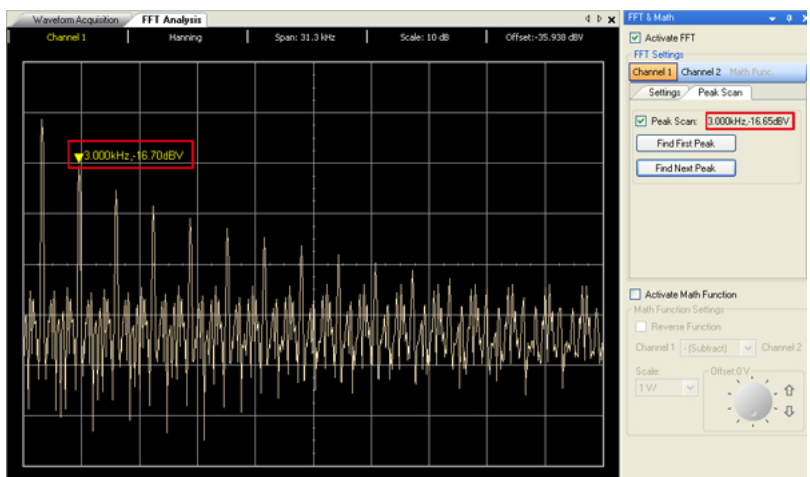 Waveform Acquisition
FFT Analysis
Channel 1
Hanning
Span: 31.3 kHz
Scale: 10 dB
Offset:-35.938 dBV
3.000kHz,-16.70dBV
FFT & Math
Activate FFT
FFT Settings
Channel 1 Channel 2 Math Func.
Settings Peak Scan
Peak Scan: 3.000kHz,-16.65dBV
Find First Peak
Find Next Peak
Activate Math Function
Math Function Settings
Reverse Function
Channel 1 - (Subtract) Channel 2
Scale: Offset:0 V
1 V/